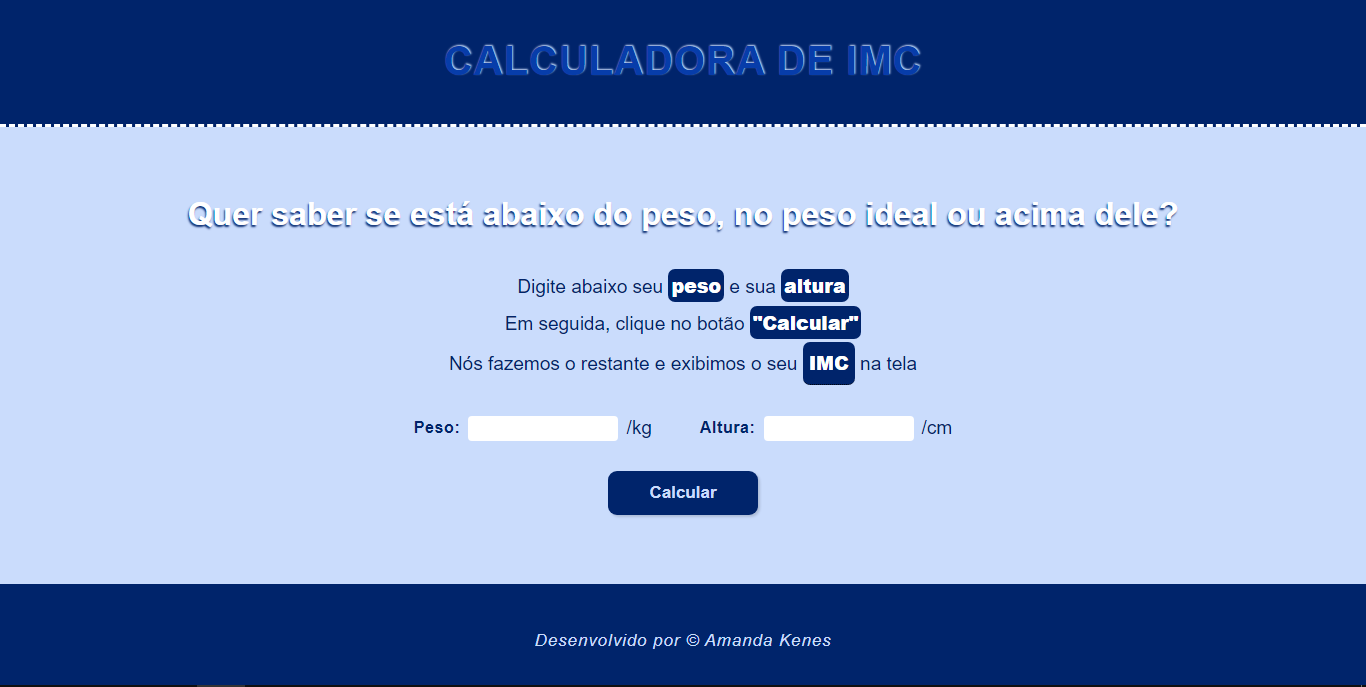 CALCULADORA DE IMC
Quer saber se está abaixo do peso, no peso ideal ou acima dele?
Digite abaixo seu peso e sua altura
Em seguida, clique no botão "Calcular"
Nós fazemos o restante e exibimos o seu IMC na tela
Peso: /kg Altura: /cm
Calcular
Desenvolvido por © Amanda Kenes